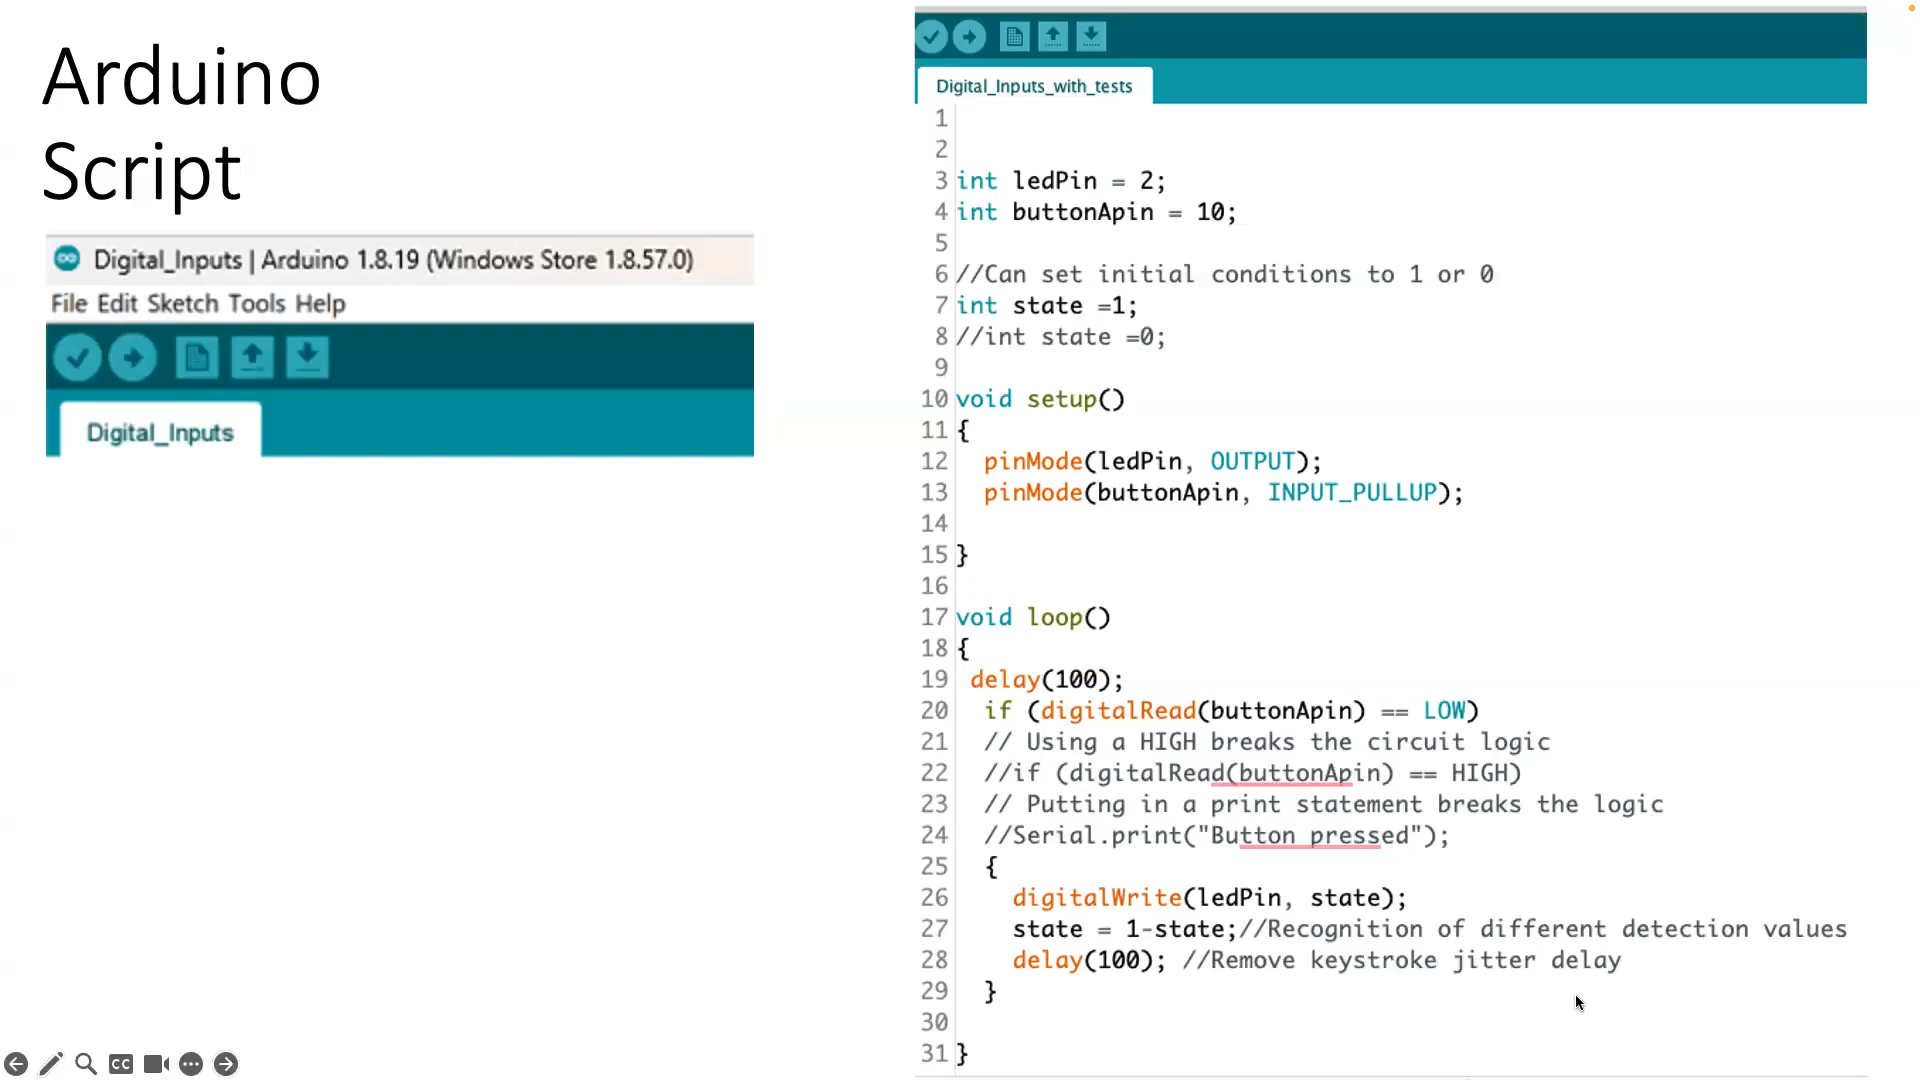 Arduino
Script
Digital_Inputs | Arduino 1.8.19 (Windows Store 1.8.57.0)
File Edit Sketch Tools Help
Digital_Inputs
Digital_Inputs_with_tests
1
2
3 int ledPin = 2;
4 int buttonApin = 10;
5
6 //Can set initial conditions to 1 or 0
7 int state =1;
8 //int state =0;
9
10 void setup()
11 {
12   pinMode(ledPin, OUTPUT);
13   pinMode(buttonApin, INPUT_PULLUP);
14
15 }
16
17 void loop()
18 {
19  delay(100);
20   if (digitalRead(buttonApin) == LOW)
21   // Using a HIGH breaks the circuit logic
22   //if (digitalRead(buttonApin) == HIGH)
23   // Putting in a print statement breaks the logic
24   //Serial.print("Button pressed");
25   {
26     digitalWrite(ledPin, state);
27     state = 1-state;//Recognition of different detection values
28     delay(100); //Remove keystroke jitter delay
29   }
30
31 }
CC